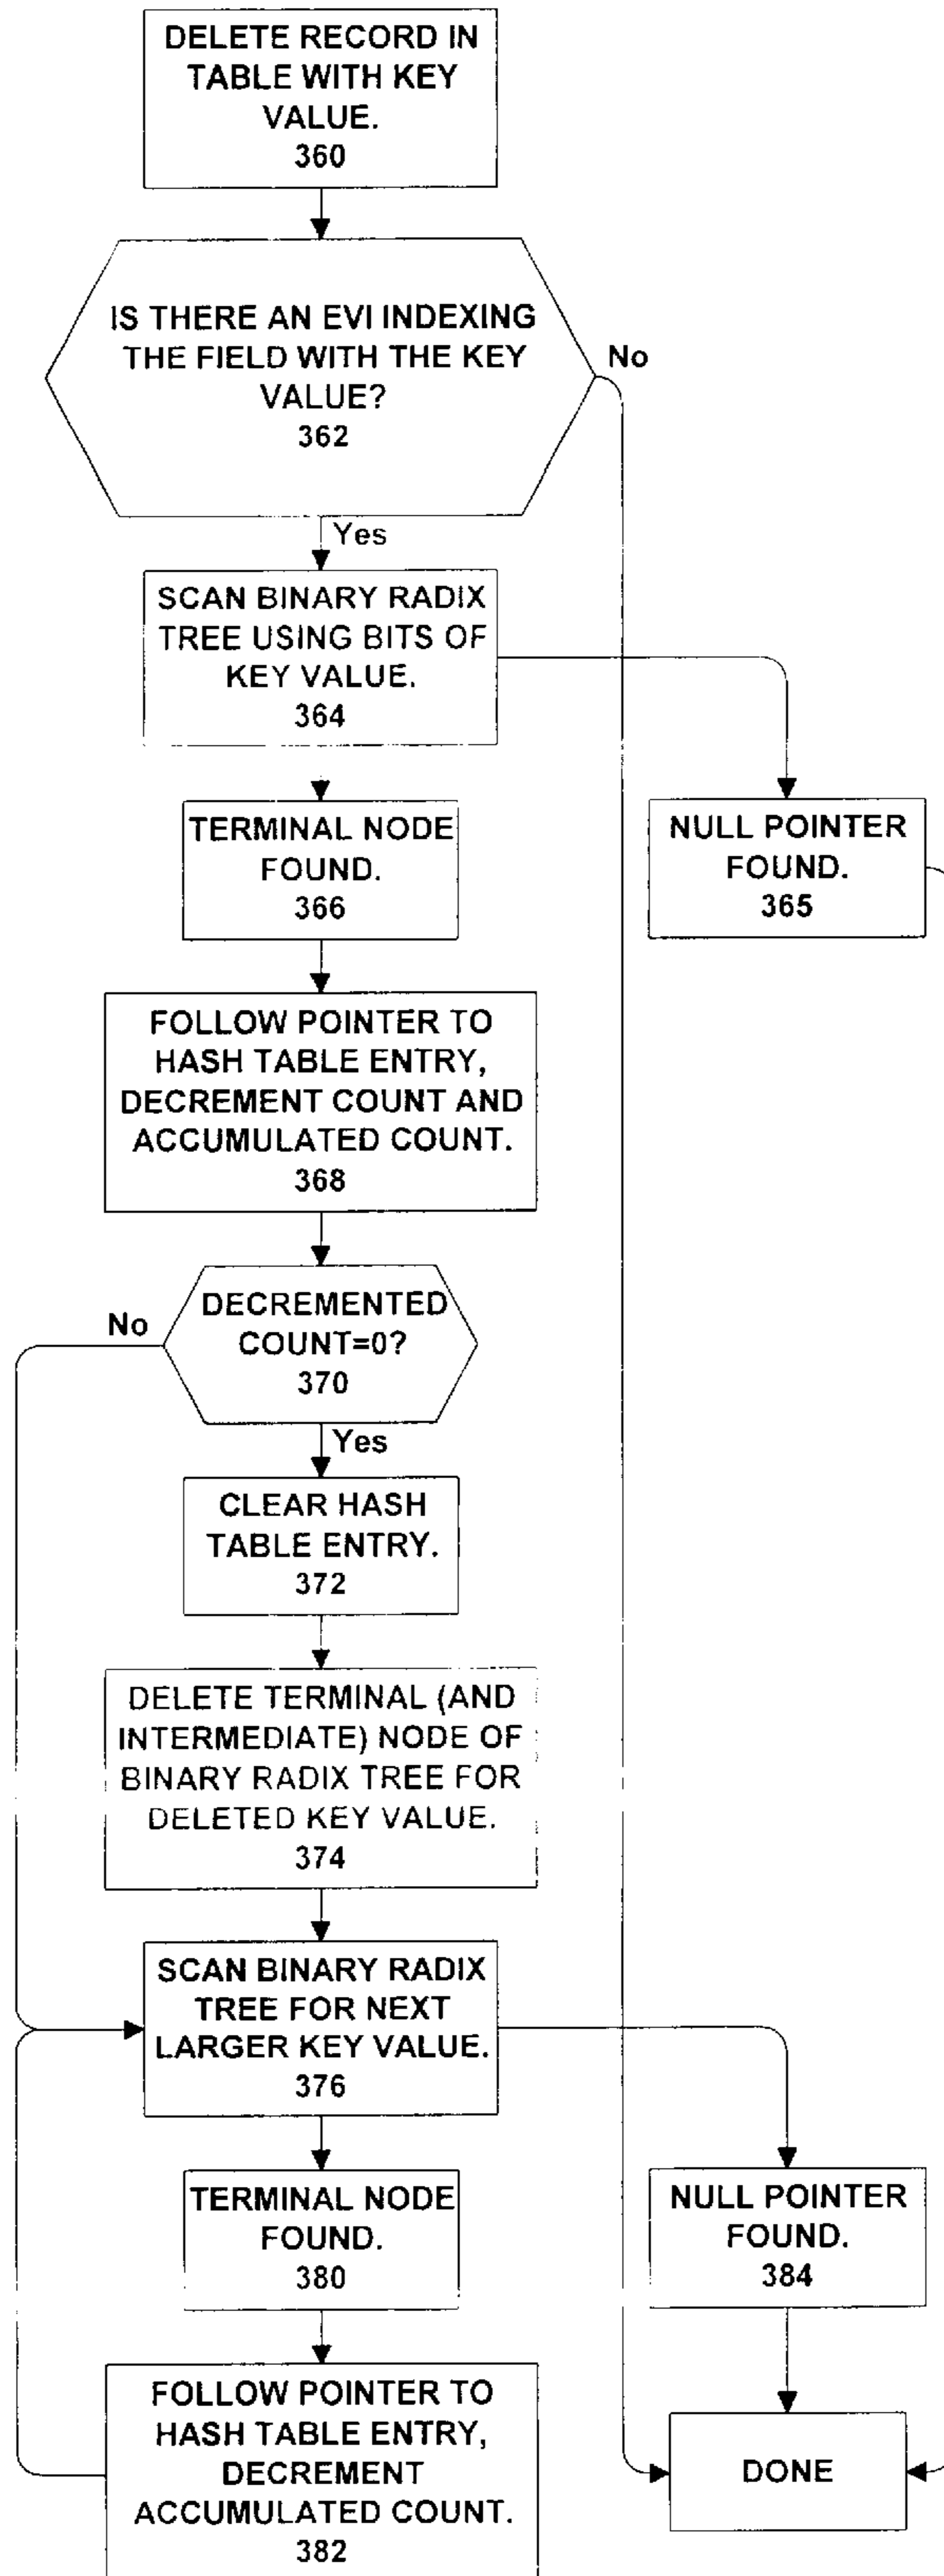 DELETE RECORD IN
TABLE WITH KEY
VALUE.
360
IS THERE AN EVI INDEXING
THE FIELD WITH THE KEY
VALUE?
362
No
Yes
SCAN BINARY RADIX
TREE USING BITS OF
KEY VALUE.
364
TERMINAL NODE
FOUND.
366
NULL POINTER
FOUND.
365
FOLLOW POINTER TO
HASH TABLE ENTRY,
DECREMENT COUNT AND
ACCUMULATED COUNT.
368
DECREMENTED
COUNT=0?
370
No
Yes
CLEAR HASH
TABLE ENTRY.
372
DELETE TERMINAL (AND
INTERMEDIATE) NODE OF
BINARY RADIX TREE FOR
DELETED KEY VALUE.
374
SCAN BINARY RADIX
TREE FOR NEXT
LARGER KEY VALUE.
376
TERMINAL NODE
FOUND.
380
NULL POINTER
FOUND.
384
FOLLOW POINTER TO
HASH TABLE ENTRY,
DECREMENT
ACCUMULATED COUNT.
382
DONE